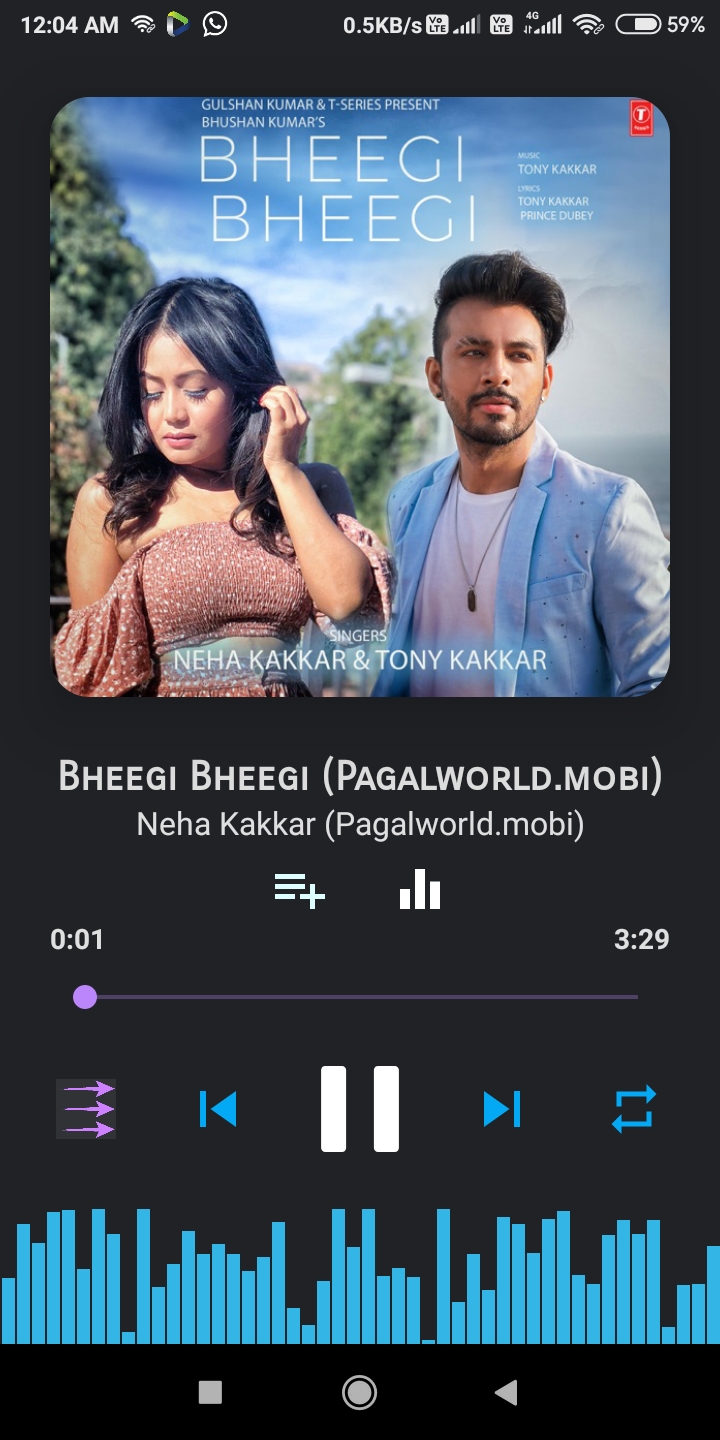 12:04 AM 0.5KB/s Vo LTE Vo LTE 4G 59%
GULSHAN KUMAR & T-SERIES PRESENT
BHUSHAN KUMAR'S
BHEEGI
BHEEGI
T
MUSIC
TONY KAKKAR
LYRICS
TONY KAKKAR
PRINCE DUBEY
SINGERS
NEHA KAKKAR & TONY KAKKAR
Bheegi Bheegi (Pagalworld.mobi)
Neha Kakkar (Pagalworld.mobi)
0:01 3:29